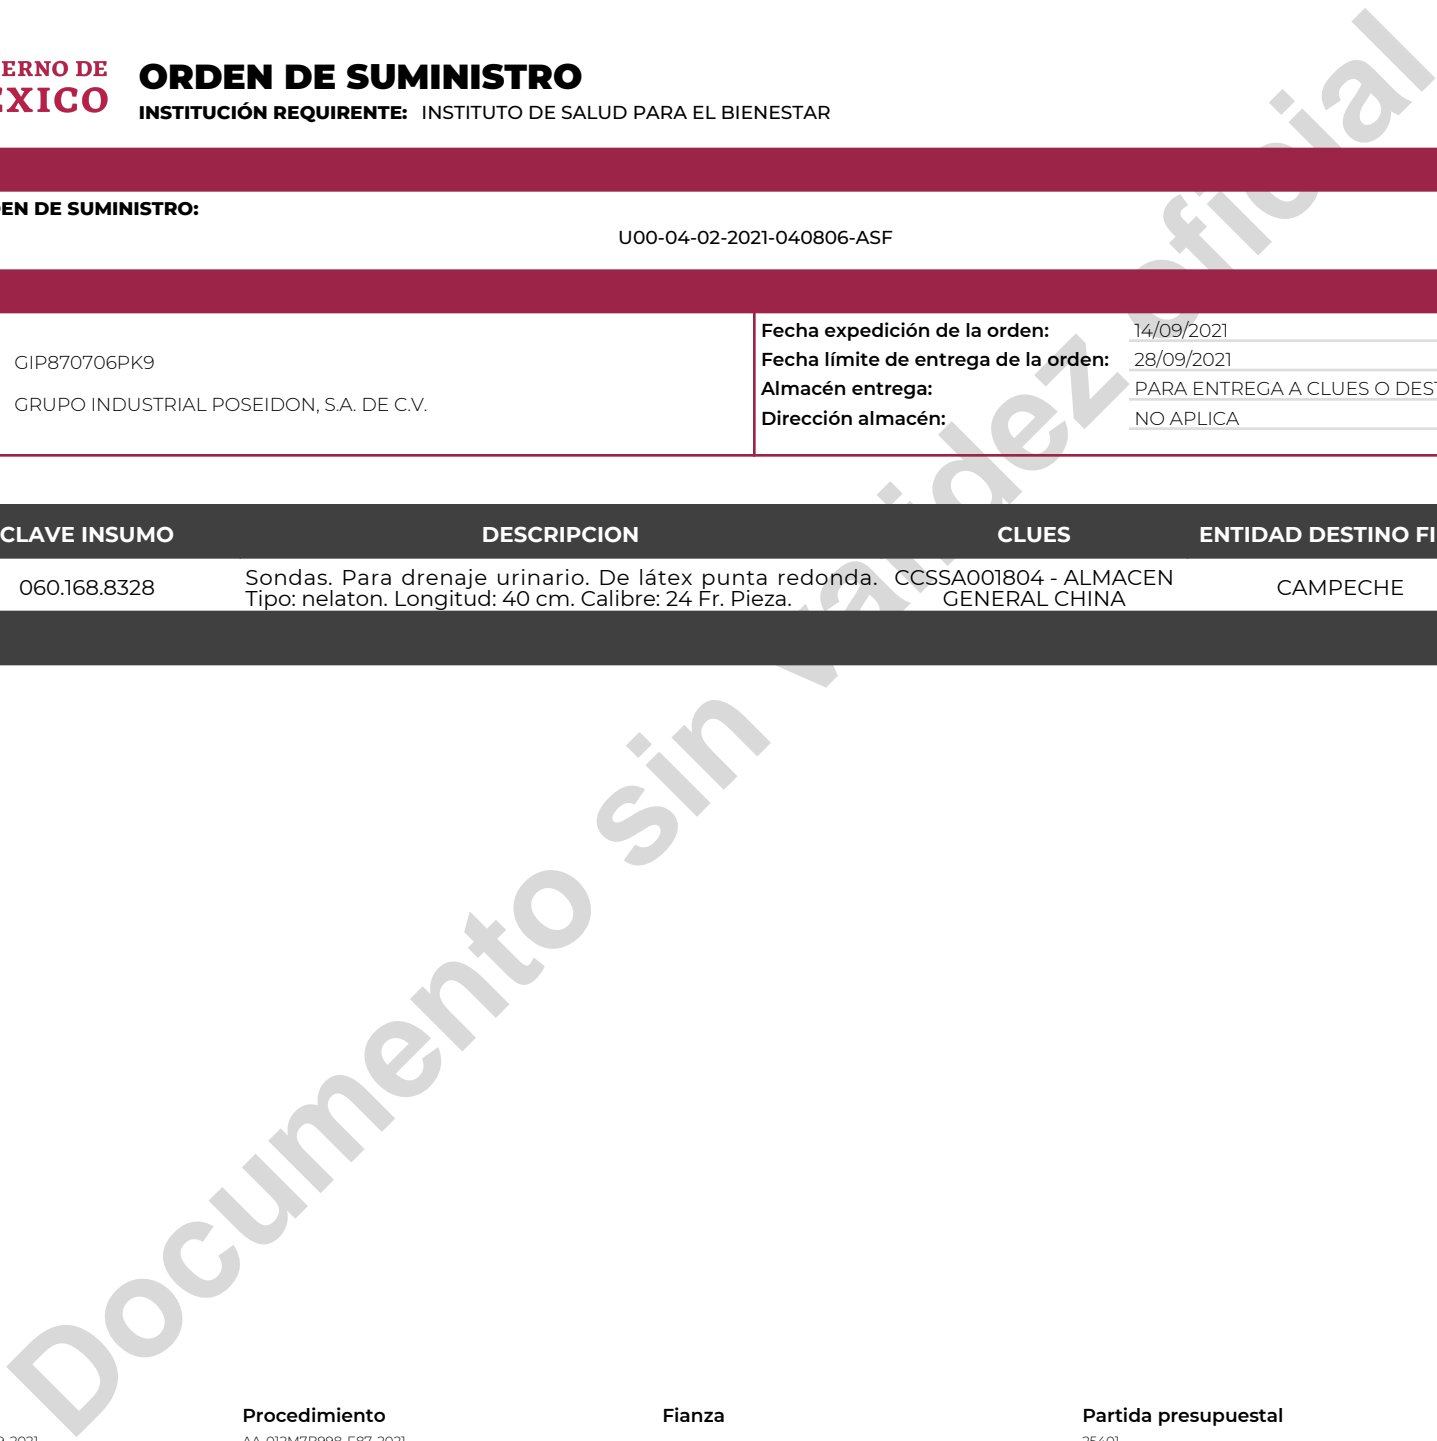 ERNO DE
XICO
ORDEN DE SUMINISTRO
INSTITUCIÓN REQUIRENTE: INSTITUTO DE SALUD PARA EL BIENESTAR
EN DE SUMINISTRO:
U00-04-02-2021-040806-ASF
GIP870706PK9
GRUPO INDUSTRIAL POSEIDON, S.A. DE C.V.
Fecha expedición de la orden: 14/09/2021
Fecha límite de entrega de la orden: 28/09/2021
Almacén entrega: PARA ENTREGA A CLUES O DEST
Dirección almacén: NO APLICA
CLAVE INSUMO DESCRIPCION CLUES ENTIDAD DESTINO FI
060.168.8328 Sondas. Para drenaje urinario. De látex punta redonda. CCSSA001804 - ALMACEN CAMPECHE
Tipo: nelaton. Longitud: 40 cm. Calibre: 24 Fr. Pieza. GENERAL CHINA
Documento sin validez oficial
Procedimiento Fianza Partida presupuestal